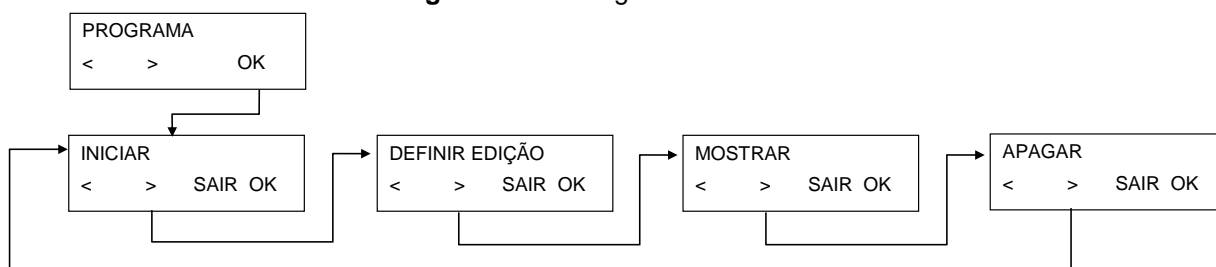 PROGRAMA
< > OK
INICIAR
< > SAIR OK
DEFINIR EDIÇÃO
< > SAIR OK
MOSTRAR
< > SAIR OK
APAGAR
< > SAIR OK